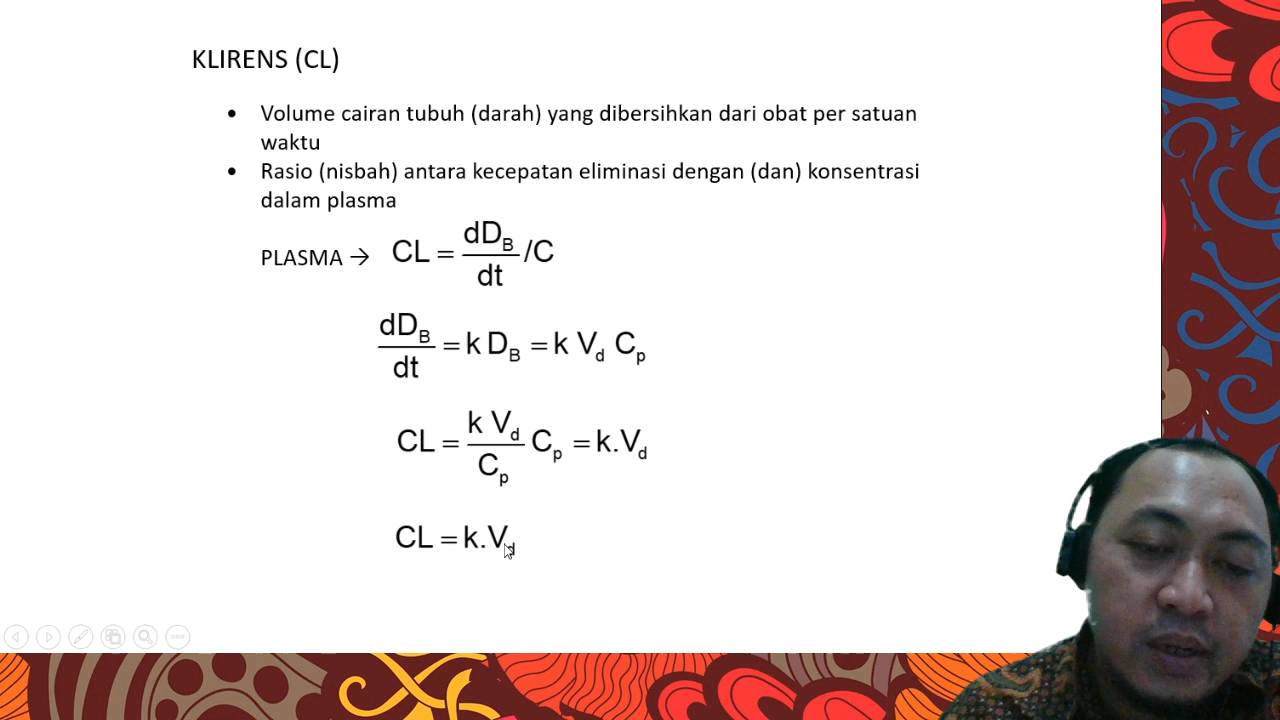 KLIRENS (CL)
• Volume cairan tubuh (darah) yang dibersihkan dari obat per satuan
waktu
• Rasio (nisbah) antara kecepatan eliminasi dengan (dan) konsentrasi
dalam plasma
PLASMA → CL = dD_B/dt /C
dD_B/dt = k D_B = k V_d C_p
CL = k V_d/C_p C_p = k.V_d
CL = k.V_d